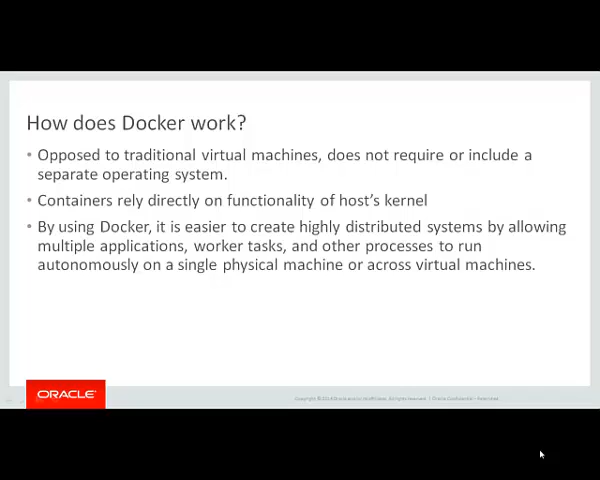 How does Docker work?
• Opposed to traditional virtual machines, does not require or include a
separate operating system.
• Containers rely directly on functionality of host's kernel
• By using Docker, it is easier to create highly distributed systems by allowing
multiple applications, worker tasks, and other processes to run
autonomously on a single physical machine or across virtual machines.
ORACLE